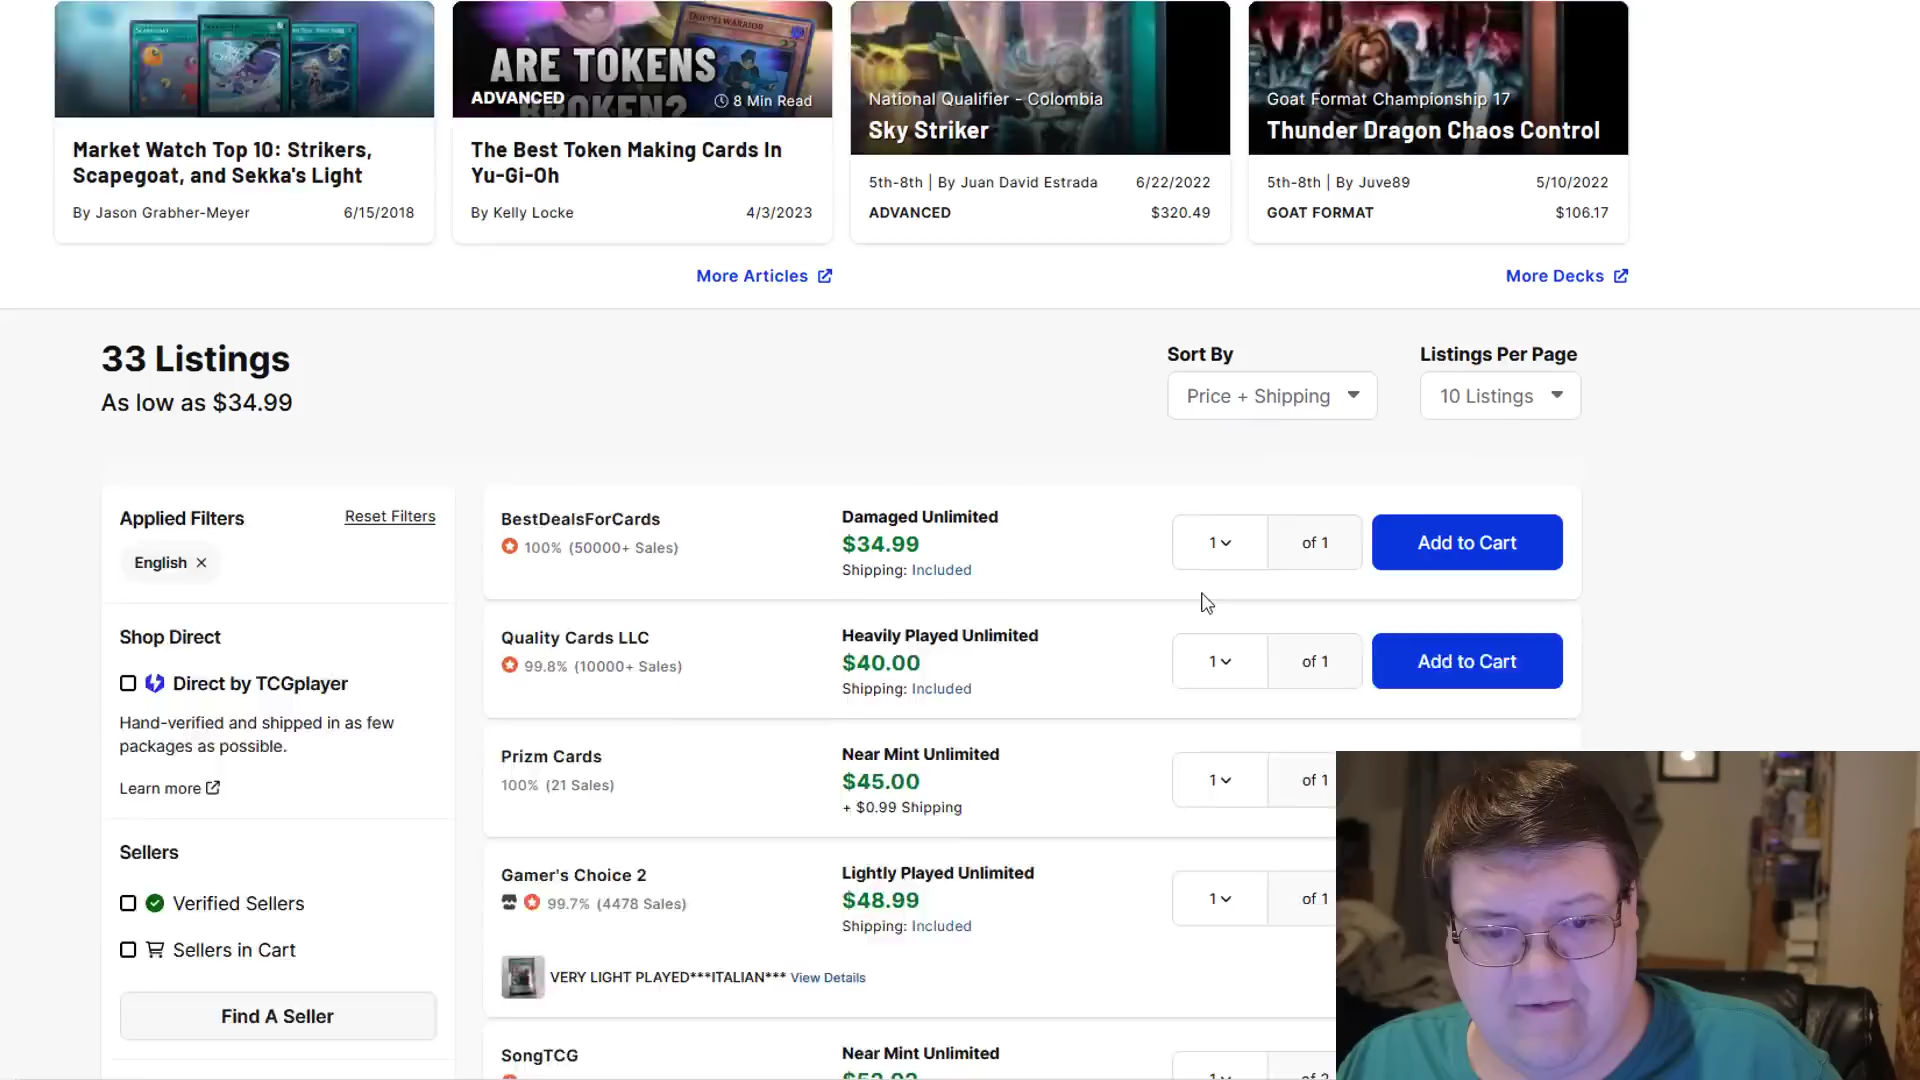 ARE TOKENS
BROKEN?
ADVANCED
8 Min Read
National Qualifier - Colombia
Sky Striker
Goat Format Championship 17
Thunder Dragon Chaos Control
Market Watch Top 10: Strikers,
Scapegoat, and Sekka's Light
By Jason Grabher-Meyer
6/15/2018
The Best Token Making Cards In
Yu-Gi-Oh
By Kelly Locke
4/3/2023
5th-8th | By Juan David Estrada
6/22/2022
ADVANCED
$320.49
5th-8th | By Juve89
5/10/2022
GOAT FORMAT
$106.17
More Articles
More Decks
33 Listings
As low as $34.99
Sort By
Price + Shipping
Listings Per Page
10 Listings
Applied Filters
Reset Filters
English
Shop Direct
Direct by TCGplayer
Hand-verified and shipped in as few
packages as possible.
Learn more
Sellers
Verified Sellers
Sellers in Cart
Find A Seller
BestDealsForCards
100% (50000+ Sales)
Damaged Unlimited
$34.99
Shipping: Included
1
of 1
Add to Cart
Quality Cards LLC
99.8% (10000+ Sales)
Heavily Played Unlimited
$40.00
Shipping: Included
1
of 1
Add to Cart
Prizm Cards
100% (21 Sales)
Near Mint Unlimited
$45.00
+ $0.99 Shipping
1
of 1
Gamer's Choice 2
99.7% (4478 Sales)
Lightly Played Unlimited
$48.99
Shipping: Included
1
of 1
VERY LIGHT PLAYED***ITALIAN*** View Details
SongTCG
Near Mint Unlimited